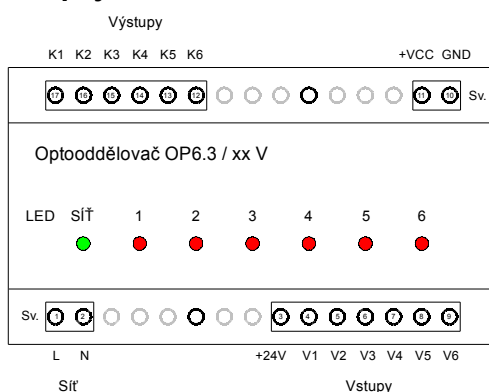 Výstupy
K1 K2 K3 K4 K5 K6 +VCC GND
17 16 15 14 13 12 11 10 Sv.
Optooddělovač OP6.3 / xx V
LED SÍŤ 1 2 3 4 5 6
Sv. 1 2 3 4 5 6 7 8 9
L N +24V V1 V2 V3 V4 V5 V6
Síť Vstupy